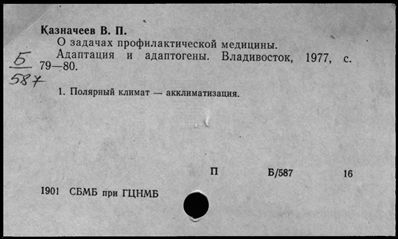 Казначеев В. П.
О задачах профилактической медицины.
Адаптация и адаптогены. Владивосток, 1977, с.
79—80.
Б
587
1. Полярный климат — акклиматизация.
П Б/587 16
1901 СБМБ при ГЦНМБ